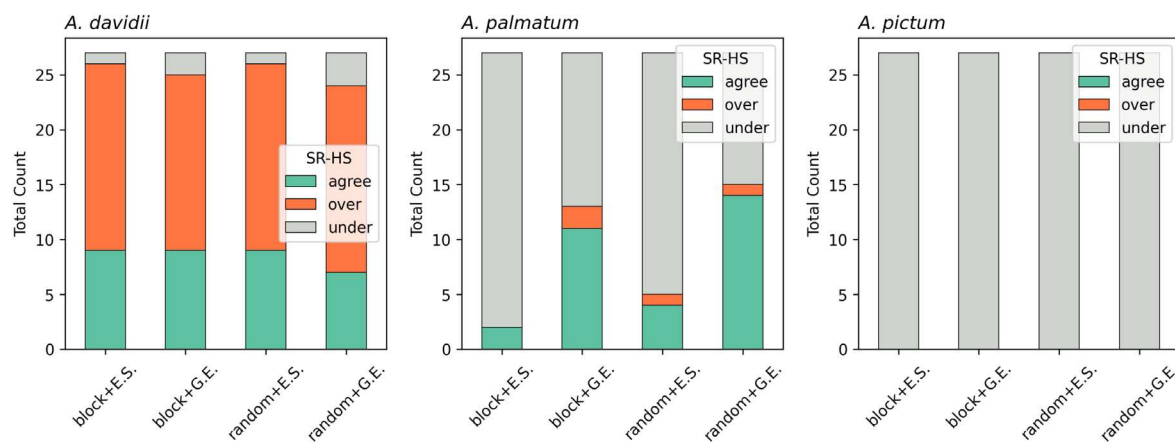 A. davidii
Total Count
25
20
15
10
5
0
SR-HS
agree
over
under
block+E.S.
block+G.E.
random+E.S.
random+G.E.
A. palmatum
Total Count
25
20
15
10
5
0
SR-HS
agree
over
under
block+E.S.
block+G.E.
random+E.S.
random+G.E.
A. pictum
Total Count
25
20
15
10
5
0
SR-HS
agree
over
under
block+E.S.
block+G.E.
random+E.S.
random+G.E.